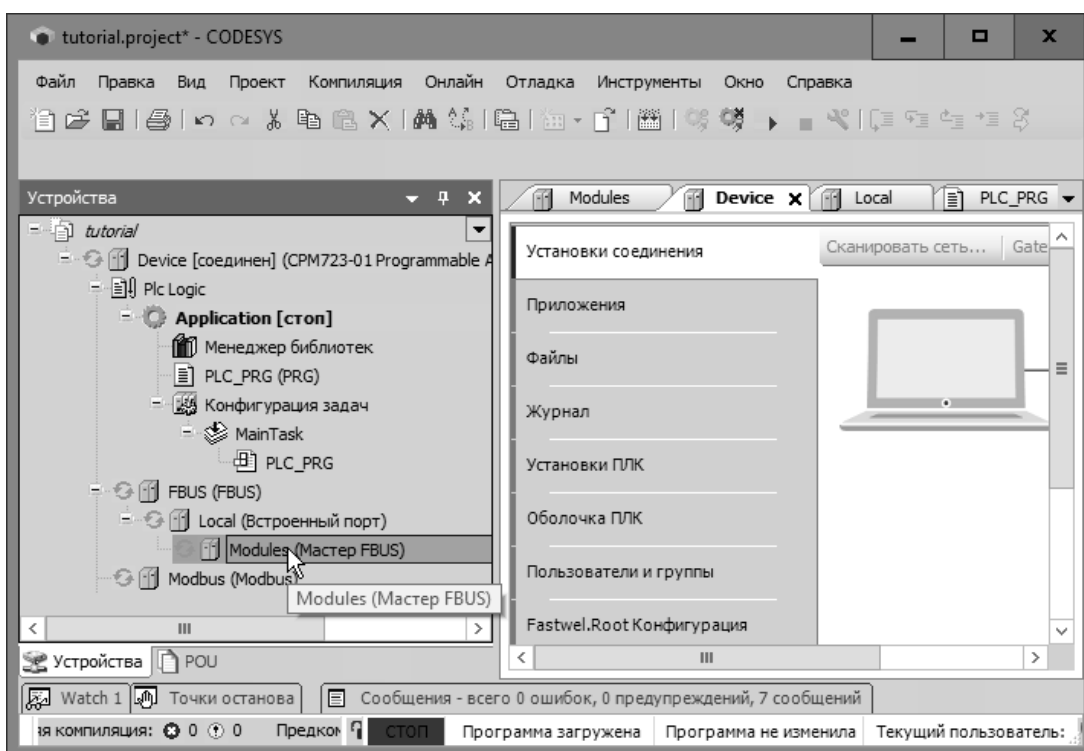 tutorial.project* - CODESYS
Файл Правка Вид Проект Компиляция Онлайн Отладка Инструменты Окно Справка
Устройства
tutorial
Device [соединен] (CPM723-01 Programmable A
Plc Logic
Application [стоп]
Менеджер библиотек
PLC_PRG (PRG)
Конфигурация задач
MainTask
PLC_PRG
FBUS (FBUS)
Local (Встроенный порт)
Modules (Мастер FBUS)
Modbus (Modbus)
Modules (Мастер FBUS)
Устройства POU
Modules Device Local PLC_PRG
Установки соединения
Сканировать сеть... Gate
Приложения
Файлы
Журнал
Установки ПЛК
Оболочка ПЛК
Пользователи и группы
Fastwel.Root Конфигурация
Watch 1 Точки останова Сообщения - всего 0 ошибок, 0 предупреждений, 7 сообщений
яя компиляция: 0 0 Предком СТОП Программа загружена Программа не изменила Текущий пользователь: